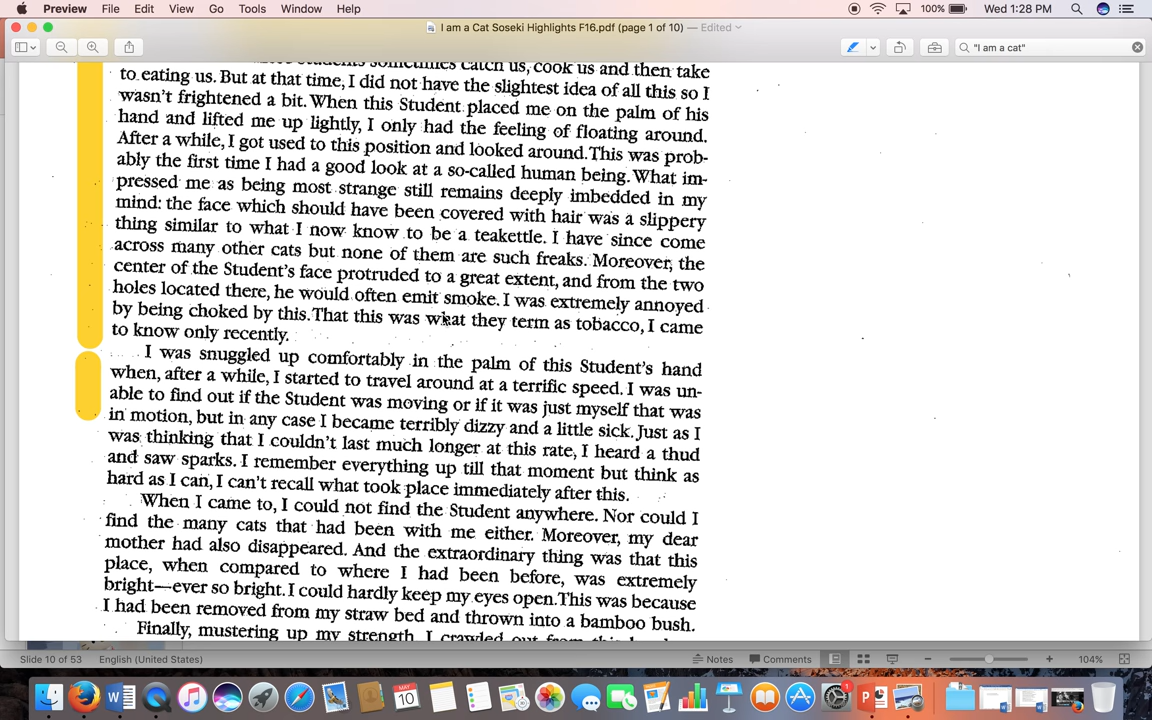 Preview File Edit View Go Tools Window Help 100% Wed 1:28 PM
I am a Cat Soseki Highlights F16.pdf (page 1 of 10) — Edited
"I am a cat"
sometimes catch us, cook us and then take
to eating us. But at that time, I did not have the slightest idea of all this so I
wasn't frightened a bit. When this Student placed me on the palm of his
hand and lifted me up lightly, I only had the feeling of floating around.
After a while, I got used to this position and looked around. This was prob-
ably the first time I had a good look at a so-called human being. What im-
pressed me as being most strange still remains deeply imbedded in my
mind: the face which should have been covered with hair was a slippery
thing similar to what I now know to be a teakettle. I have since come
across many other cats but none of them are such freaks. Moreover, the
center of the Student's face protruded to a great extent, and from the two
holes located there, he would often emit smoke. I was extremely annoyed
by being choked by this. That this was what they term as tobacco, I came
to know only recently.
I was snuggled up comfortably in the palm of this Student's hand
when, after a while, I started to travel around at a terrific speed. I was un-
able to find out if the Student was moving or if it was just myself that was
in motion, but in any case I became terribly dizzy and a little sick. Just as I
was thinking that I couldn't last much longer at this rate, I heard a thud
and saw sparks. I remember everything up till that moment but think as
hard as I can, I can't recall what took place immediately after this.
When I came to, I could not find the Student anywhere. Nor could I
find the many cats that had been with me either. Moreover, my dear
mother had also disappeared. And the extraordinary thing was that this
place, when compared to where I had been before, was extremely
bright—ever so bright. I could hardly keep my eyes open. This was because
I had been removed from my straw bed and thrown into a bamboo bush.
Finally, mustering up my strength, I crawled out from this
Slide 10 of 53 English (United States) Notes Comments 104%
MAY
10
1